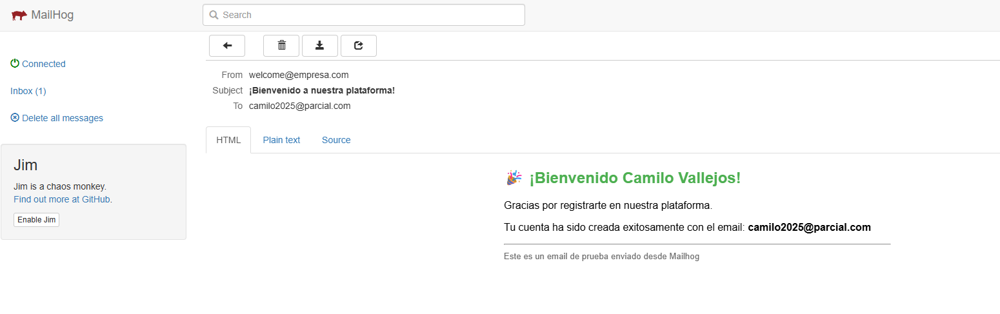 MailHog
Search
Connected
Inbox (1)
Delete all messages
Jim
Jim is a chaos monkey.
Find out more at GitHub.
Enable Jim
From welcome@empresa.com
Subject ¡Bienvenido a nuestra plataforma!
To camilo2025@parcial.com
HTML Plain text Source
🎉 ¡Bienvenido Camilo Vallejos!
Gracias por registrarte en nuestra plataforma.
Tu cuenta ha sido creada exitosamente con el email: camilo2025@parcial.com
Este es un email de prueba enviado desde Mailhog